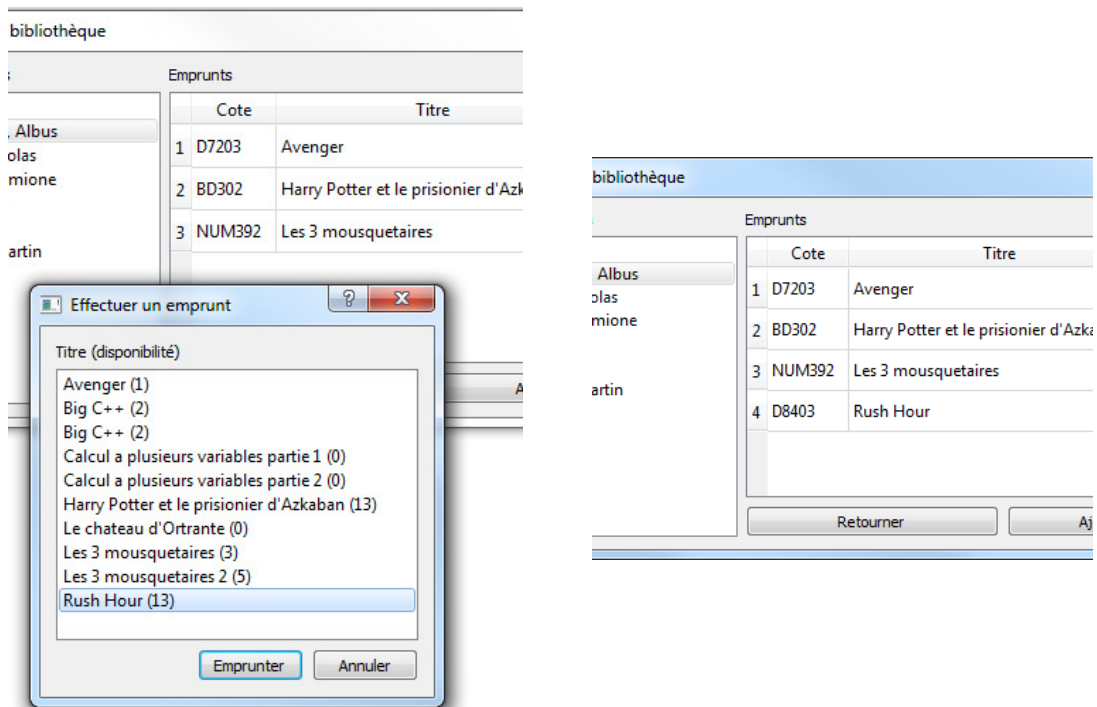 bibliothèque
Emprunts
Cote Titre
, Albus
olas
mione
artin
1 D7203 Avenger
2 BD302 Harry Potter et le prisionier d'Azk
3 NUM392 Les 3 mousquetaires
A
Effectuer un emprunt
Titre (disponibilité)
Avenger (1)
Big C++ (2)
Big C++ (2)
Calcul a plusieurs variables partie 1 (0)
Calcul a plusieurs variables partie 2 (0)
Harry Potter et le prisionier d'Azkaban (13)
Le chateau d'Ortrante (0)
Les 3 mousquetaires (3)
Les 3 mousquetaires 2 (5)
Rush Hour (13)
Emprunter Annuler
bibliothèque
Emprunts
Cote Titre
Albus
olas
mione
artin
1 D7203 Avenger
2 BD302 Harry Potter et le prisionier d'Azka
3 NUM392 Les 3 mousquetaires
4 D8403 Rush Hour
Retourner Aj